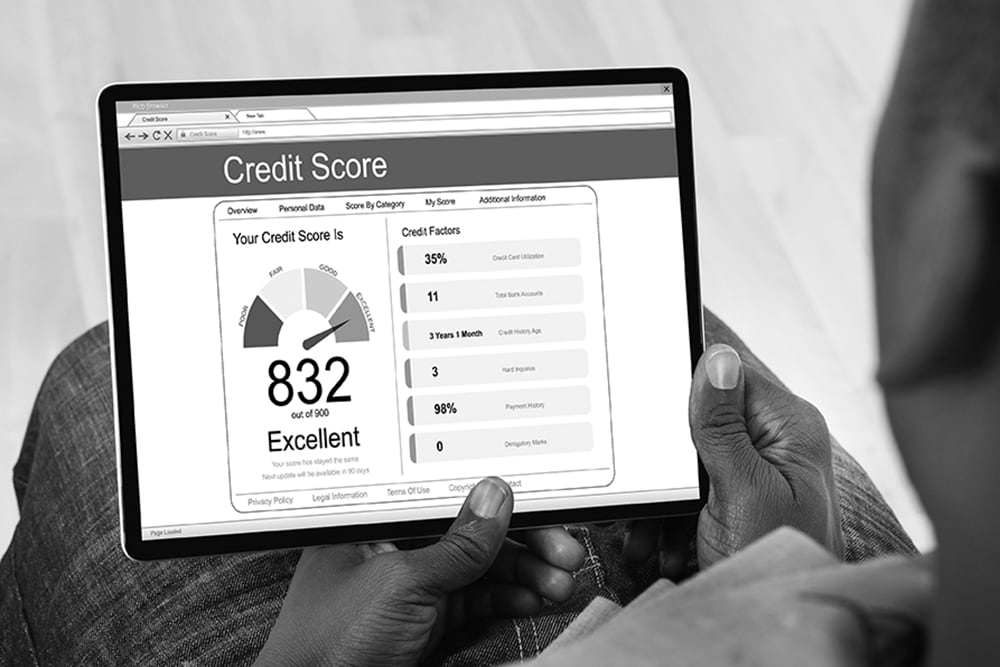 Web Browser
Credit Score X New Tab
X
Credit Score http://www.
Credit Score
Overview Personal Data Score By Category My Score Additional Information
Your Credit Score Is
POOR FAIR GOOD EXCELLENT
832
out of 900
Excellent
Your score has stayed the same
Next update will be available in 90 days
Credit Factors
35% Credit Card Utilization
11 Total Bank Accounts
3 Years 1 Month Credit History Age
3 Hard Inquiries
98% Payment History
0 Derogatory Marks
Privacy Policy Legal Information Terms Of Use
Page Loaded